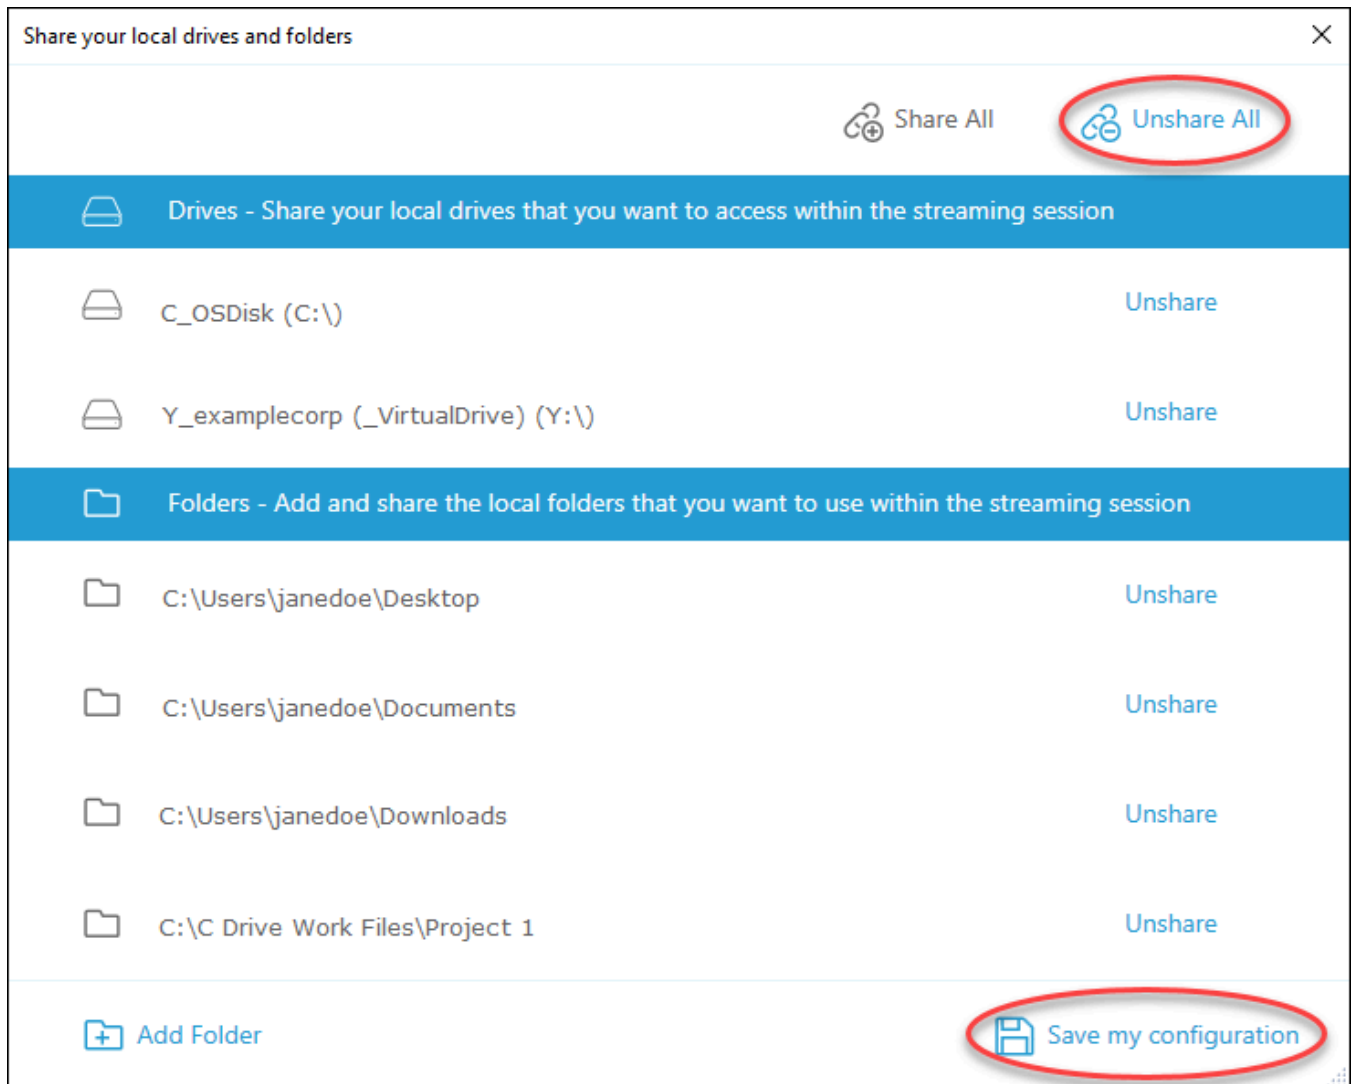 Share your local drives and folders
Share All
Unshare All
Drives - Share your local drives that you want to access within the streaming session
C_OSDisk (C:\)
Unshare
Y_examplecorp (_VirtualDrive) (Y:\)
Unshare
Folders - Add and share the local folders that you want to use within the streaming session
C:\Users\janedoe\Desktop
Unshare
C:\Users\janedoe\Documents
Unshare
C:\Users\janedoe\Downloads
Unshare
C:\C Drive Work Files\Project 1
Unshare
Add Folder
Save my configuration